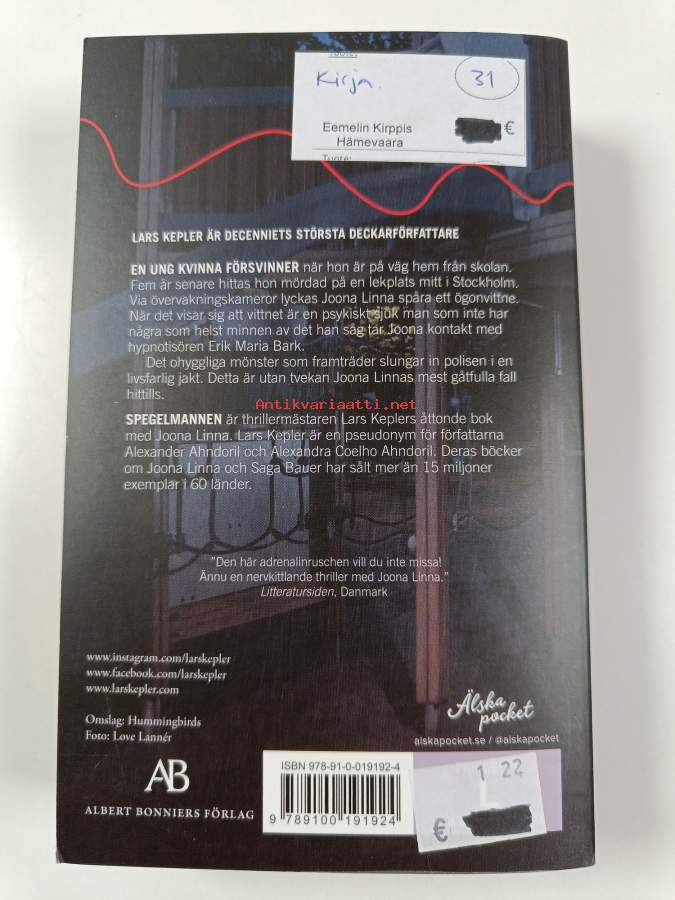 Tuote:
Kirja.
31
Eemelin Kirppis
Hämevaara
€
Tuote:
LARS KEPLER ÄR DECENNIETS STÖRSTA DECKARFÖRFATTARE
EN UNG KVINNA FÖRSVINNER när hon är på väg hem från skolan.
Fem år senare hittas hon mördad på en lekplats mitt i Stockholm.
Via övervakningskameror lyckas Joona Linna spåra ett ögonvittne.
När det visar sig att vittnet är en psykiskt sjuk man som inte har
några som helst minnen av det han såg tar Joona kontakt med
hypnotisören Erik Maria Bark.
Det ohyggliga mönster som framträder slungar in polisen i en
livsfarlig jakt. Detta är utan tvekan Joona Linnas mest gåtfulla fall
hittills.
Antikvariaatti.net
SPEGELMANNEN är thrillermästaren Lars Keplers åttonde bok
med Joona Linna. Lars Kepler är en pseudonym för författarna
Alexander Ahndoril och Alexandra Coelho Ahndoril. Deras böcker
om Joona Linna och Saga Bauer har sålt mer än 15 miljoner
exemplar i 60 länder.
"Den här adrenalinruschen vill du inte missa!
Ännu en nervkittlande thriller med Joona Linna."
Litteratursiden, Danmark
www.instagram.com/larskepler
www.facebook.com/larskepler
www.larskepler.com
Omslag: Hummingbirds
Foto: Love Lannér
Älska
pocket
alskapocket.se / @alskapocket
AB
ALBERT BONNIERS FÖRLAG
ISBN 978-91-0-019192-4
9 789100 191924
1 22
€